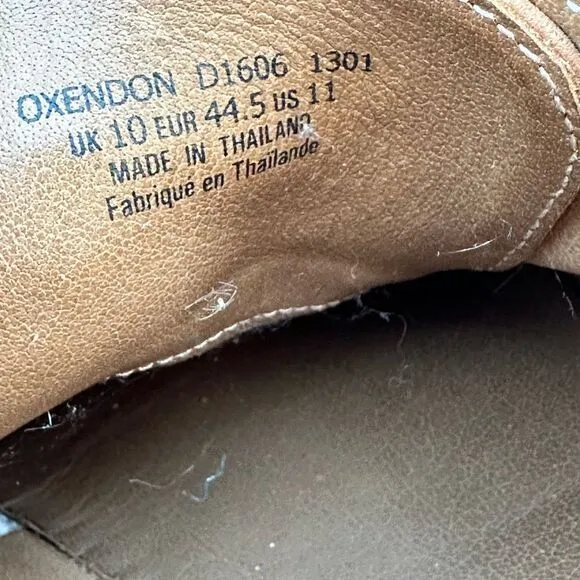 OXENDON D1606 1301
UK 10 EUR 44.5 US 11
MADE IN THAILAND
Fabriqué en Thaïlande